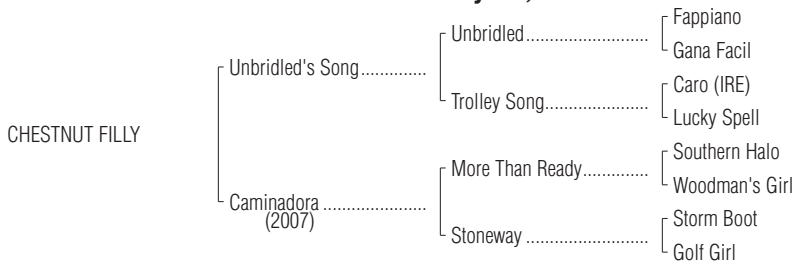 Fappiano
Unbridled
Gana Facil
Unbridled's Song
Caro (IRE)
Trolley Song
Lucky Spell
CHESTNUT FILLY
Southern Halo
More Than Ready
Woodman's Girl
Caminadora
(2007)
Storm Boot
Stoneway
Golf Girl